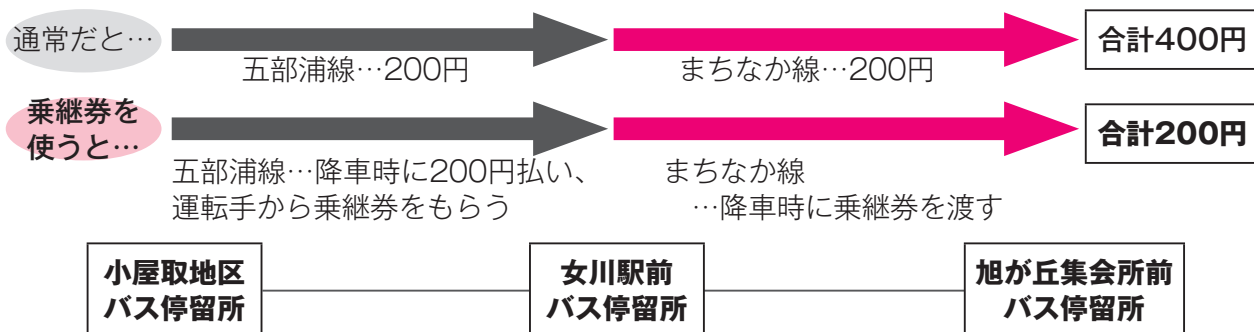 通常だと…
五部浦線…200円
まちなか線…200円
合計400円
乗継券を
使うと…
合計200円
五部浦線…降車時に200円払い、
運転手から乗継券をもらう
まちなか線
…降車時に乗継券を渡す
小屋取地区
バス停留所
女川駅前
バス停留所
旭が丘集会所前
バス停留所